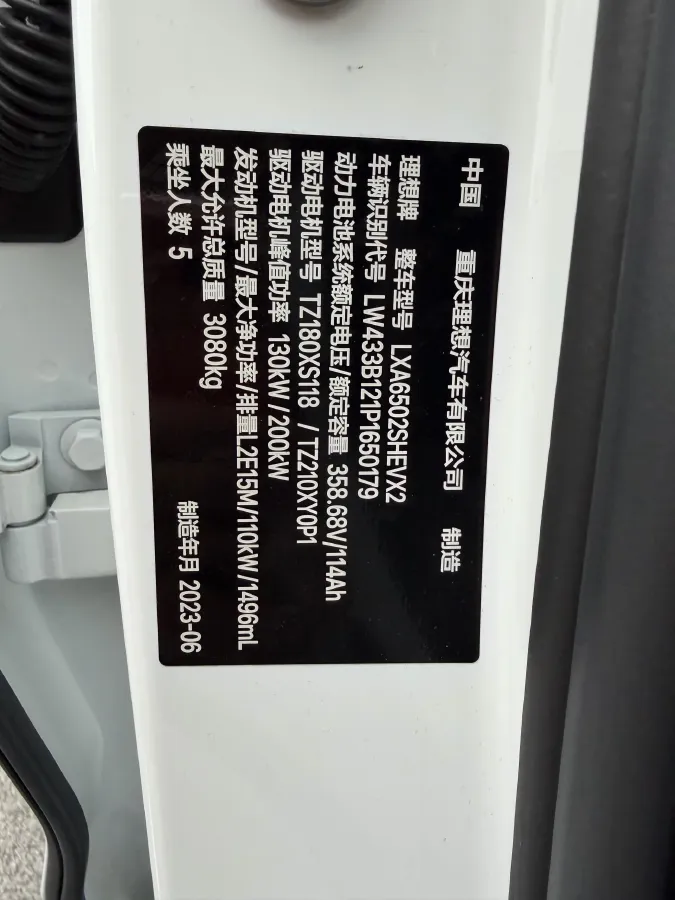 中国 重庆理想汽车有限公司 制造
理想牌 整车型号 LXA6502SHEVX2
车辆识别代号 LW433B121P1650179
动力电池系统额定电压/额定容量 358.68V/114Ah
驱动电机型号 TZ180XS118 /TZ210XY0P1
驱动电机峰值功率 130kW/200kW
发动机型号/最大净功率/排量L2E15M/110kW/1496mL
最大允许总质量 3080kg
乘坐人数 5 制造年月 2023-06